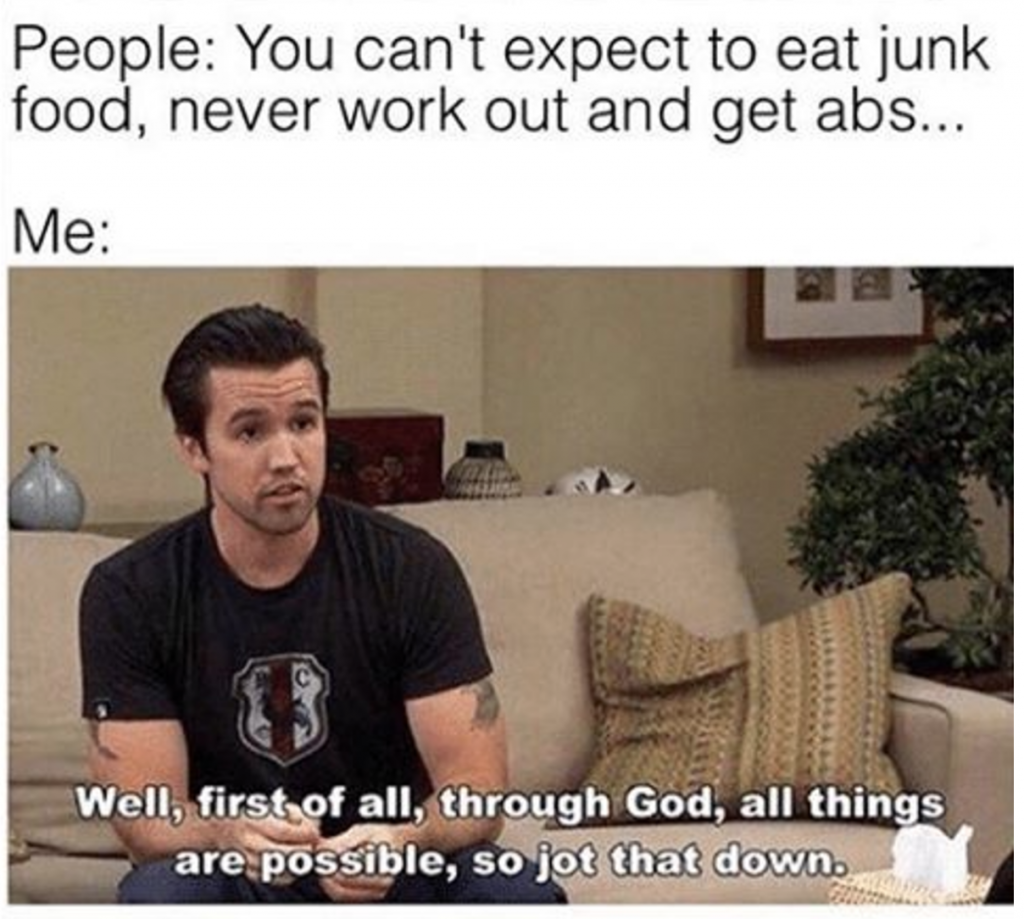 People: You can't expect to eat junk
food, never work out and get abs...
Me:
Well, first of all, through God, all things
are possible, so jot that down.